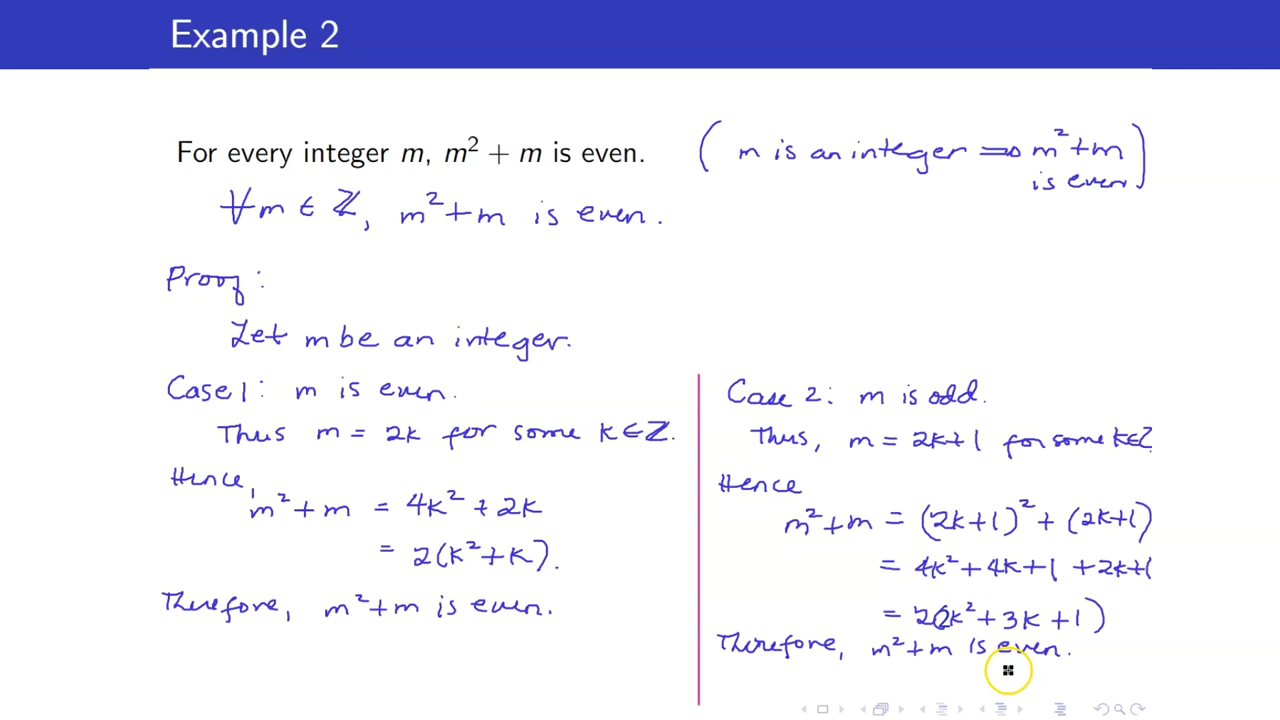 Example 2
For every integer m, m² + m is even. ( m is an integer ⟹ m²+m
is even )
∀m ∈ ℤ, m²+m is even.
Proof :
Let m be an integer.
Case 1: m is even.
Thus m = 2k for some k∈ℤ.
Hence,
m²+m = 4k² + 2k
= 2(k²+k).
Therefore, m²+m is even.
Case 2: m is odd.
Thus, m = 2k+1 for some k∈ℤ
Hence
m²+m = (2k+1)² + (2k+1)
= 4k²+4k+1 +2k+1
= 2(2k²+3k+1)
Therefore, m²+m is even.